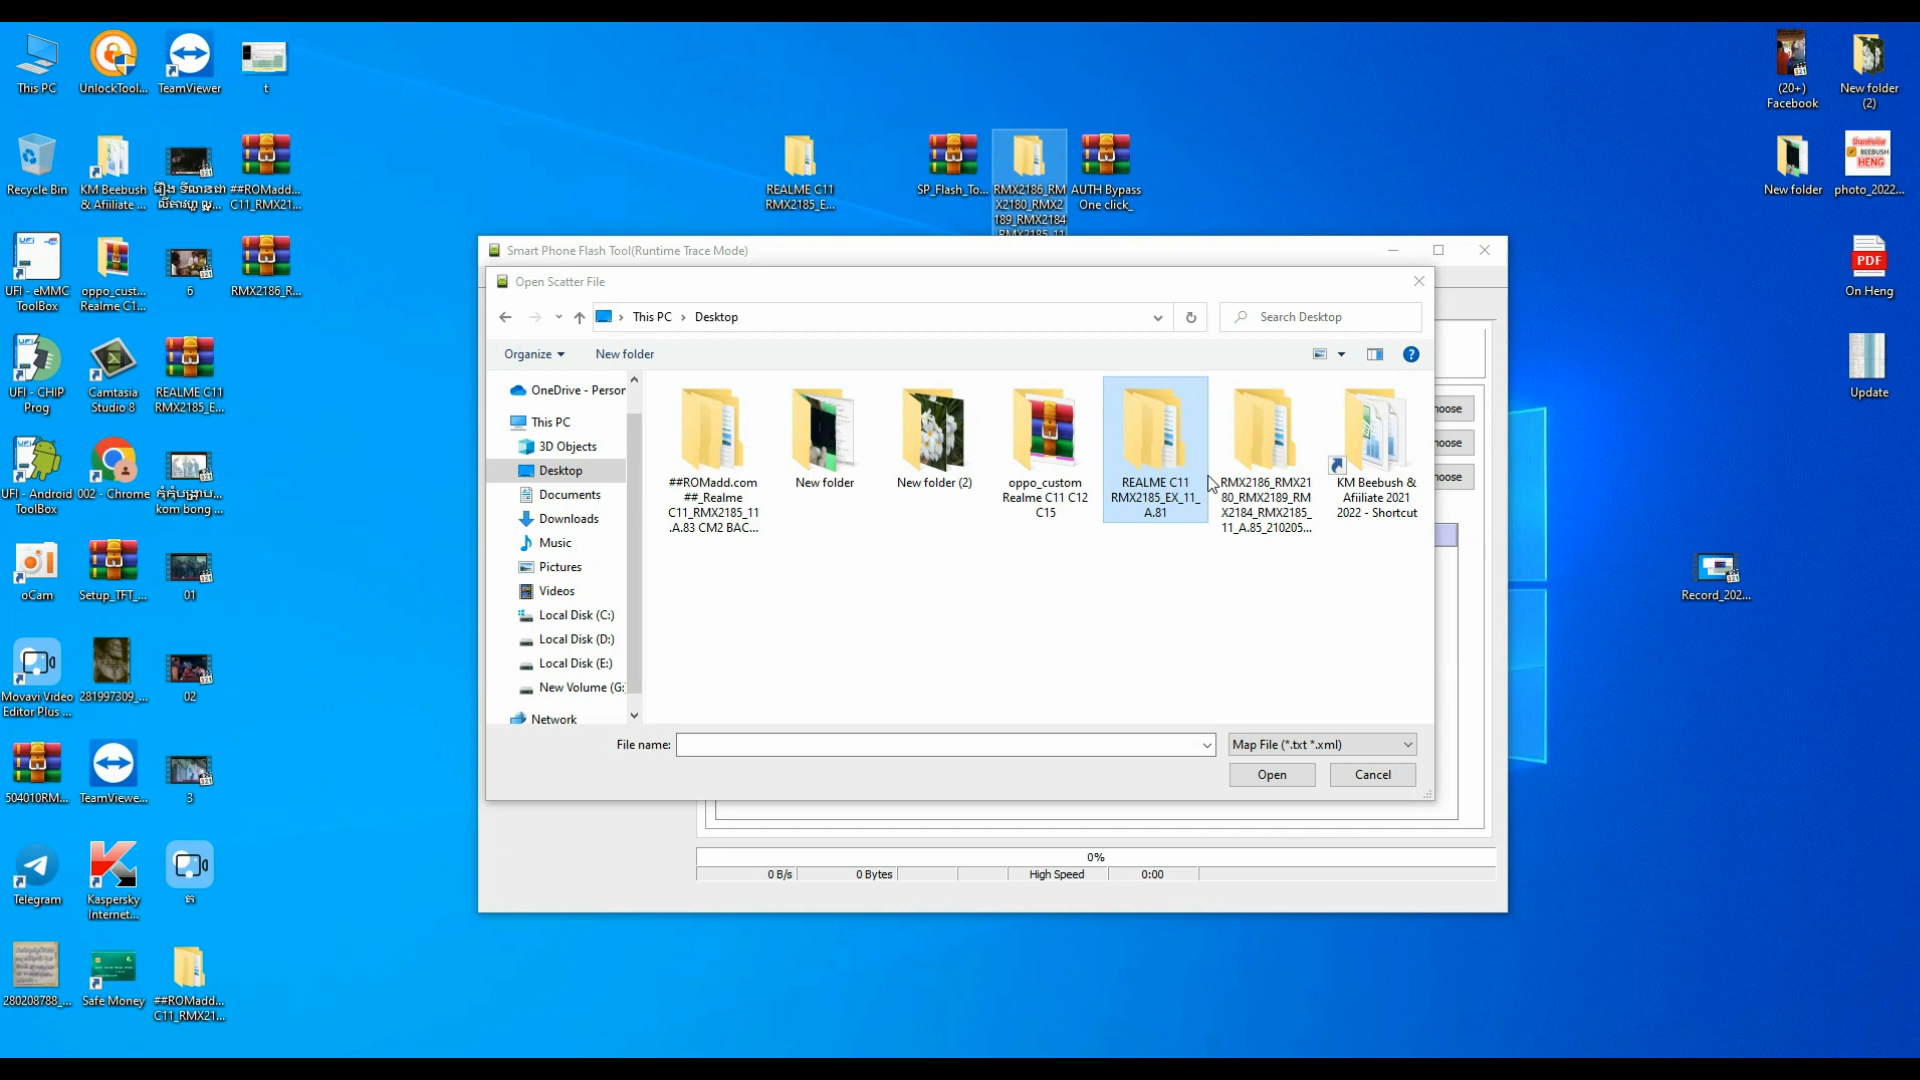 This PC
UnlockTool...
TeamViewer
t
(20+)
Facebook
New folder
(2)
Recycle Bin
KM Beebush
& Afiiliate ...
##ROMadd...
C11_RMX21...
REALME C11
RMX2185_E...
SP_Flash_To...
RMX2186_RM
X2180_RMX2
189_RMX2184
_RMX2185_11
AUTH Bypass
One click_
New folder
photo_2022...
BEEBUSH
HENG
UFi
UFI - eMMC
ToolBox
oppo_cust...
Realme C1...
6
RMX2186_R...
PDF
On Heng
Smart Phone Flash Tool(Runtime Trace Mode)
Open Scatter File
This PC
Desktop
Search Desktop
Organize
New folder
UFi
UFI - CHIP
Prog
Camtasia
Studio 8
REALME C11
RMX2185_E...
Update
OneDrive - Person
This PC
3D Objects
Desktop
Documents
Downloads
Music
Pictures
Videos
Local Disk (C:)
Local Disk (D:)
Local Disk (E:)
New Volume (G:
Network
##ROMadd.com
##_Realme
C11_RMX2185_11
.A.83 CM2 BAC...
New folder
New folder (2)
oppo_custom
Realme C11 C12
C15
REALME C11
RMX2185_EX_11_
A.81
RMX2186_RMX21
80_RMX2189_RM
X2184_RMX2185_
11_A.85_210205...
KM Beebush &
Afiiliate 2021
2022 - Shortcut
hoose
hoose
hoose
UFi
UFI - Android
ToolBox
002 - Chrome
kom bong ...
oCam
Setup_TFT_...
01
Record_202...
Movavi Video
Editor Plus ...
281997309_...
02
File name:
Map File (*.txt *.xml)
Open
Cancel
504010RM...
TeamViewe...
3
0%
0 B/s
0 Bytes
High Speed
0:00
Telegram
Kaspersky
Internet...
280208788_...
Safe Money
##ROMadd...
C11_RMX21...